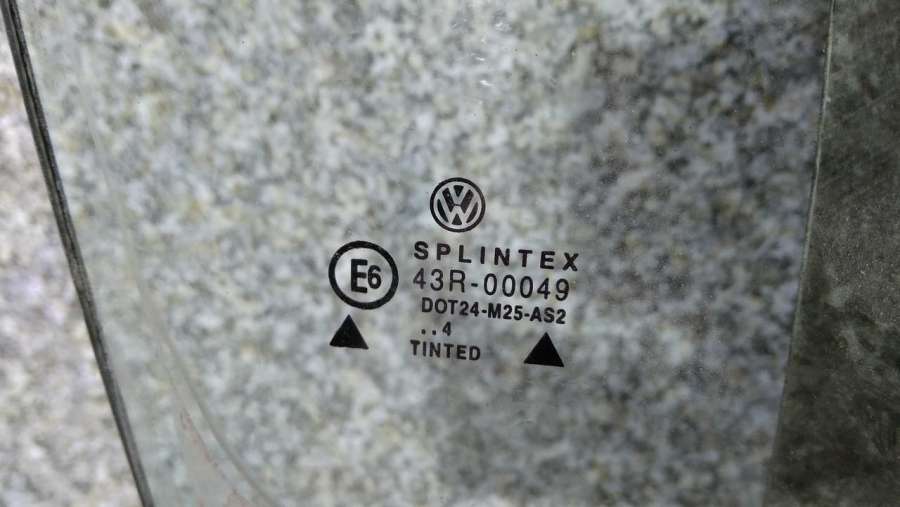 SPLINTEX
E6
43R-00049
DOT24-M25-AS2
..4
TINTED